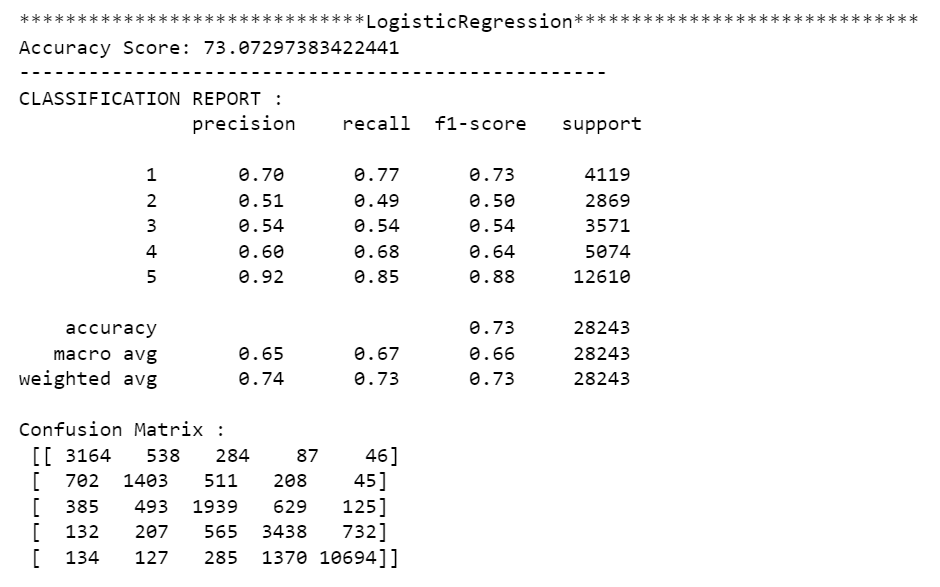 ******************************LogisticRegression******************************
Accuracy Score: 73.07297383422441
---------------------------------------------------
CLASSIFICATION REPORT :
               precision    recall  f1-score   support

           1       0.70      0.77      0.73      4119
           2       0.51      0.49      0.50      2869
           3       0.54      0.54      0.54      3571
           4       0.60      0.68      0.64      5074
           5       0.92      0.85      0.88     12610

    accuracy                           0.73     28243
   macro avg       0.65      0.67      0.66     28243
weighted avg       0.74      0.73      0.73     28243

Confusion Matrix :
 [[ 3164   538   284    87    46]
 [  702  1403   511   208    45]
 [  385   493  1939   629   125]
 [  132   207   565  3438   732]
 [  134   127   285  1370 10694]]